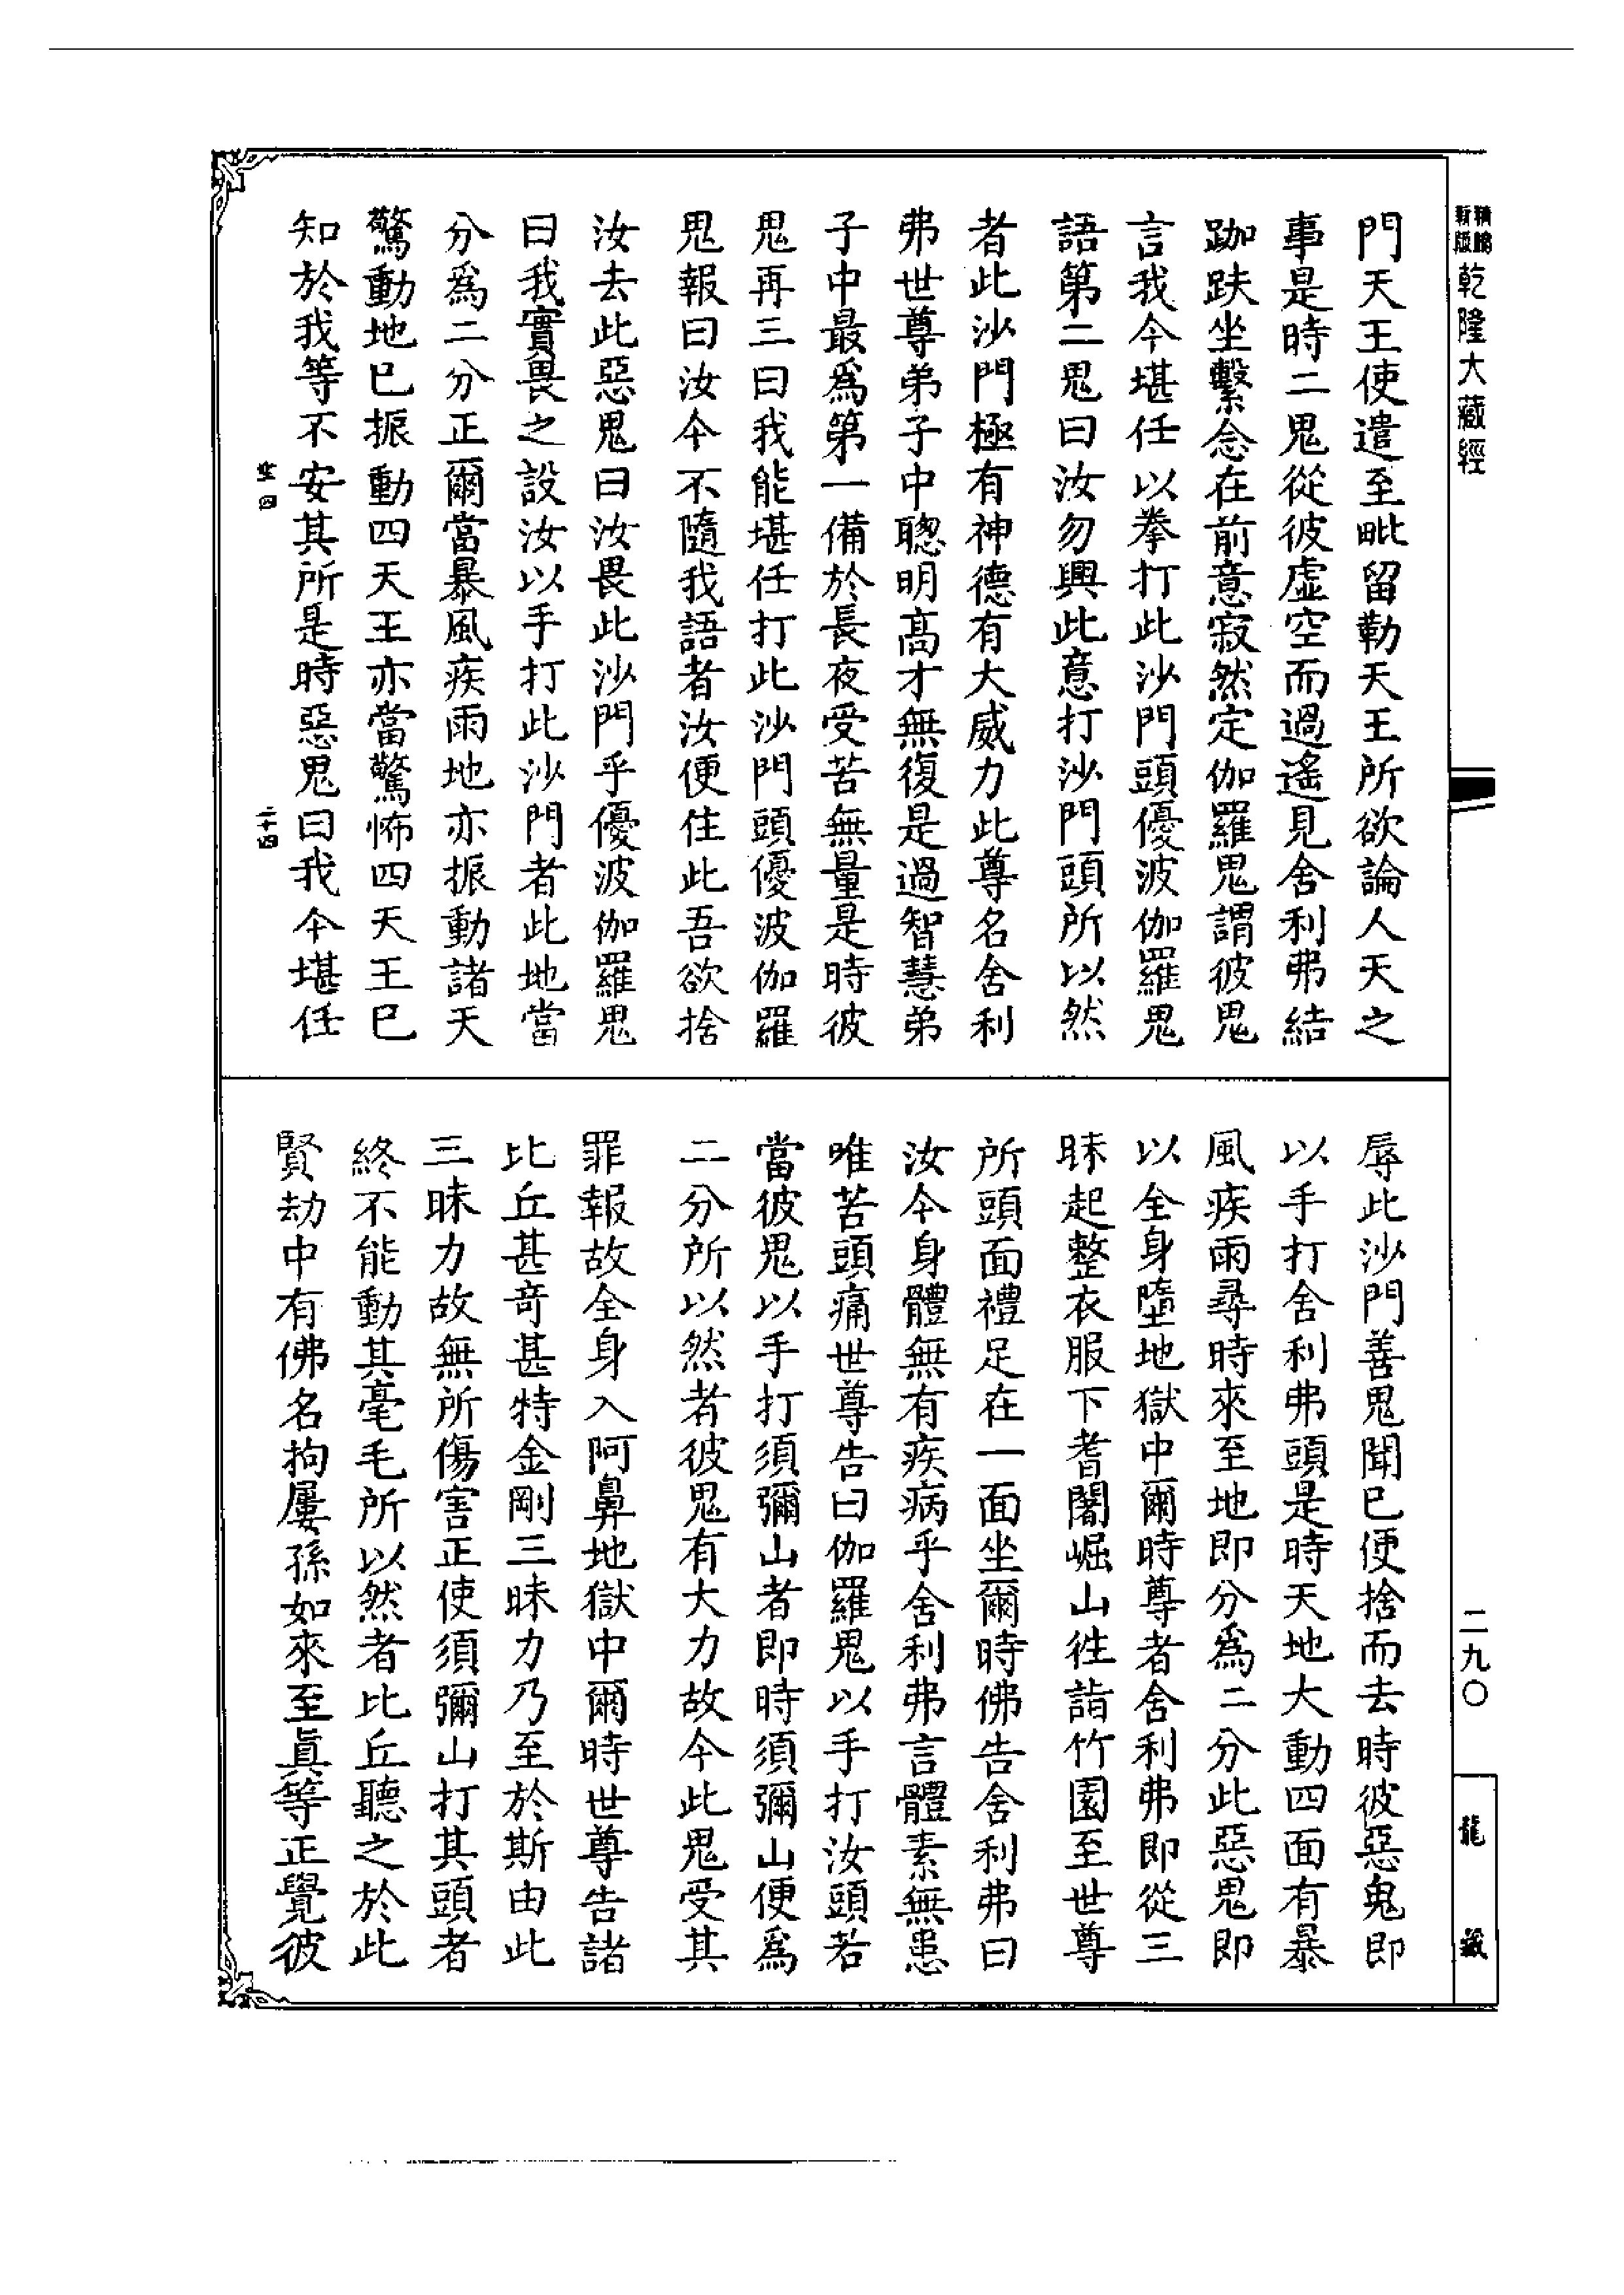 精縮
新版
乾隆大藏經
門天王使遣至毗留勒天王所欲論人天之
事是時二鬼從彼虛空而過遙見舍利弗結
跏趺坐繫念在前意寂然定伽羅鬼謂彼鬼
言我今堪任以拳打此沙門頭優波伽羅鬼
語第二鬼曰汝勿興此意打沙門頭所以然
者此沙門極有神德有大威力此尊名舍利
弗世尊弟子中聰明高才無復是過智慧弟
子中最爲第一備於長夜受苦無量是時彼
鬼再三曰我能堪任打此沙門頭優波伽羅
鬼報曰汝今不隨我語者汝便住此吾欲捨
汝去此惡鬼曰汝畏此沙門乎優波伽羅鬼
曰我實畏之設汝以手打此沙門者此地當
分爲二分正爾當暴風疾雨地亦振動諸天
驚動地已振動四天王亦當驚怖四天王已
知於我等不安其所是時惡鬼曰我今堪任
二十四
辱此沙門善鬼聞已便捨而去時彼惡鬼即
以手打舍利弗頭是時天地大動四面有暴
風疾雨尋時來至地即分爲二分此惡鬼即
以全身墮地獄中爾時尊者舍利弗即從三
昧起整衣服下耆闍崛山往詣竹園至世尊
所頭面禮足在一面坐爾時佛告舍利弗曰
汝今身體無有疾病乎舍利弗言體素無患
唯苦頭痛世尊告曰伽羅鬼以手打汝頭若
當彼鬼以手打須彌山者即時須彌山便爲
二分所以然者彼鬼有大力故今此鬼受其
罪報故全身入阿鼻地獄中爾時世尊告諸
比丘甚奇甚特金剛三昧力乃至於斯由此
三昧力故無所傷害正使須彌山打其頭者
終不能動其毫毛所以然者比丘聽之於此
賢劫中有佛名拘屢孫如來至眞等正覺彼
二九〇
龍藏